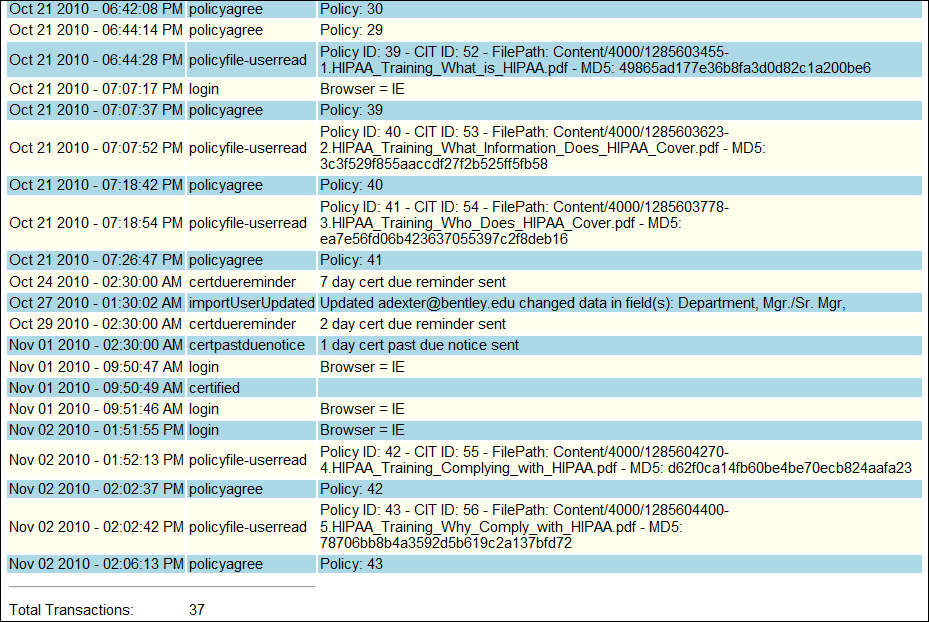 Oct 21 2010 - 06:42:08 PM policyagree Policy: 30
Oct 21 2010 - 06:44:14 PM policyagree Policy: 29
Oct 21 2010 - 06:44:28 PM policyfile-userread Policy ID: 39 - CIT ID: 52 - FilePath: Content/4000/1285603455-
1.HIPAA_Training_What_is_HIPAA.pdf - MD5: 49865ad177e36b8fa3d0d82c1a200be6
Oct 21 2010 - 07:07:17 PM login Browser = IE
Oct 21 2010 - 07:07:37 PM policyagree Policy: 39
Oct 21 2010 - 07:07:52 PM policyfile-userread Policy ID: 40 - CIT ID: 53 - FilePath: Content/4000/1285603623-
2.HIPAA_Training_What_Information_Does_HIPAA_Cover.pdf - MD5:
3c3f529f855aaccdf27f2b525ff5fb58
Oct 21 2010 - 07:18:42 PM policyagree Policy: 40
Oct 21 2010 - 07:18:54 PM policyfile-userread Policy ID: 41 - CIT ID: 54 - FilePath: Content/4000/1285603778-
3.HIPAA_Training_Who_Does_HIPAA_Cover.pdf - MD5:
ea7e56fd06b423637055397c2f8deb16
Oct 21 2010 - 07:26:47 PM policyagree Policy: 41
Oct 24 2010 - 02:30:00 AM certduereminder 7 day cert due reminder sent
Oct 27 2010 - 01:30:02 AM importUserUpdated Updated adexter@bentley.edu changed data in field(s): Department, Mgr./Sr. Mgr,
Oct 29 2010 - 02:30:00 AM certduereminder 2 day cert due reminder sent
Nov 01 2010 - 02:30:00 AM certpastduenotice 1 day cert past due notice sent
Nov 01 2010 - 09:50:47 AM login Browser = IE
Nov 01 2010 - 09:50:49 AM certified
Nov 01 2010 - 09:51:46 AM login Browser = IE
Nov 02 2010 - 01:51:55 PM login Browser = IE
Nov 02 2010 - 01:52:13 PM policyfile-userread Policy ID: 42 - CIT ID: 55 - FilePath: Content/4000/1285604270-
4.HIPAA_Training_Complying_with_HIPAA.pdf - MD5: d62f0ca14fb60be4be70ecb824aafa23
Nov 02 2010 - 02:02:37 PM policyagree Policy: 42
Nov 02 2010 - 02:02:42 PM policyfile-userread Policy ID: 43 - CIT ID: 56 - FilePath: Content/4000/1285604400-
5.HIPAA_Training_Why_Comply_with_HIPAA.pdf - MD5:
78706bb8b4a3592d5b619c2a137bfd72
Nov 02 2010 - 02:06:13 PM policyagree Policy: 43
Total Transactions: 37